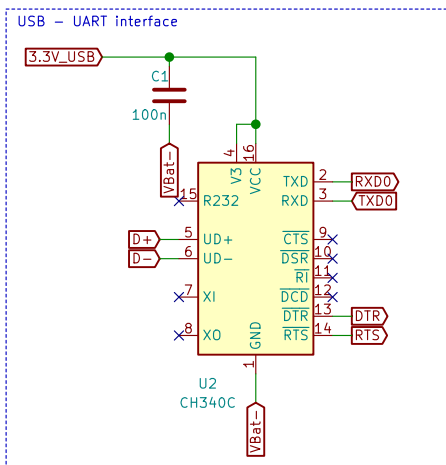 USB - UART interface
3.3V_USB
C1
100n
VBat-
4
16
V3
VCC
15
R232
TXD
2
RXD0
RXD
3
TXD0
D+
5
UD+
CTS
9
D-
6
UD-
DSR
10
RI
11
7
XI
DCD
12
DTR
13
DTR
8
XO
RTS
14
RTS
GND
1
U2
CH340C
VBat-